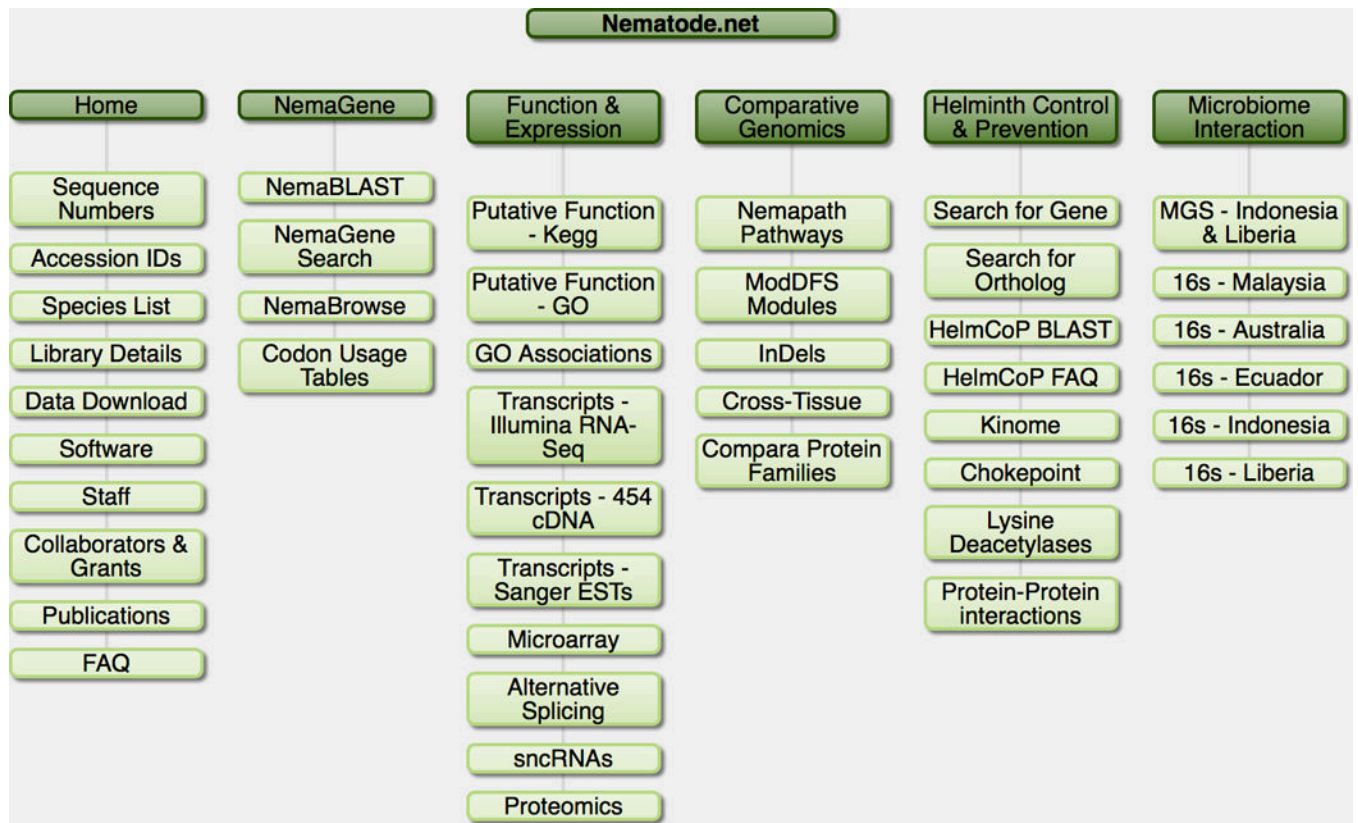 Nematode.net
Home
Sequence
Numbers
Accession IDs
Species List
Library Details
Data Download
Software
Staff
Collaborators &
Grants
Publications
FAQ
NemaGene
NemaBLAST
NemaGene
Search
NemaBrowse
Codon Usage
Tables
Function &
Expression
Putative Function
- Kegg
Putative Function
- GO
GO Associations
Transcripts -
Illumina RNA-
Seq
Transcripts - 454
cDNA
Transcripts -
Sanger ESTs
Microarray
Alternative
Splicing
sncRNAs
Proteomics
Comparative
Genomics
Nemapath
Pathways
ModDFS
Modules
InDels
Cross-Tissue
Compara Protein
Families
Helminth Control
& Prevention
Search for Gene
Search for
Ortholog
HelmCoP BLAST
HelmCoP FAQ
Kinome
Chokepoint
Lysine
Deacetylases
Protein-Protein
interactions
Microbiome
Interaction
MGS - Indonesia
& Liberia
16s - Malaysia
16s - Australia
16s - Ecuador
16s - Indonesia
16s - Liberia